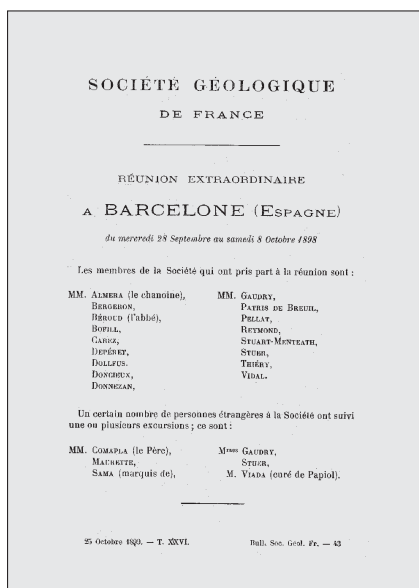 SOCIÉTÉ GÉOLOGIQUE
DE FRANCE
RÉUNION EXTRAORDINAIRE
A BARCELONE (ESPAGNE)
du mercredi 28 Septembre au samedi 8 Octobre 1898
Les membres de la Société qui ont pris part à la réunion sont :
MM. ALMERA (le chanoine),
BERGERON,
BÉROUD (l'abbé),
BOFILL,
CAREZ,
DEPÉRET,
DOLLFUS.
DONCIEUX,
DONNEZAN,
MM. GAUDRY,
PATRIS DE BREUIL,
PELLAT,
REYMOND,
STUART-MENTEATH,
STUER,
THIÉRY,
VIDAL.
Un certain nombre de personnes étrangères à la Société ont suivi
une ou plusieurs excursions ; ce sont :
MM. COMAPLA (le Père),
MAURETTE,
SAMA (marquis de),
Mmes GAUDRY,
STUER,
M. VIADA (curé de Papiol).
25 Octobre 1899. — T. XXVI.
Bull. Soc. Géol. Fr. — 43